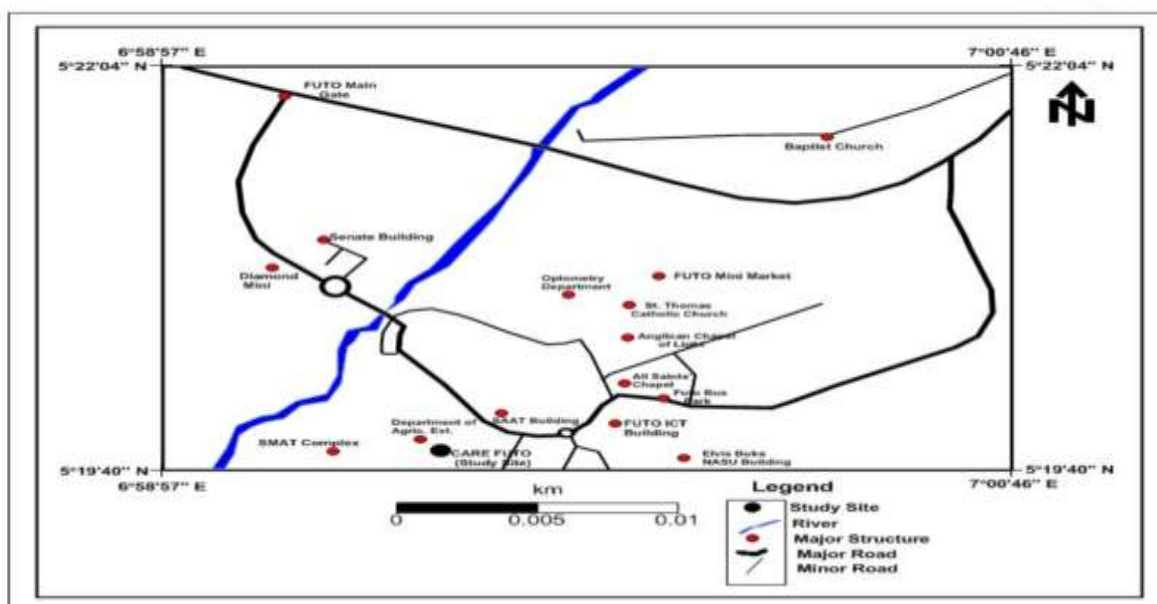 6°58'57" E
7°00'46" E
5°22'04" N
5°22'04" N
FUTO Main
Gate
N
Baptist Church
Senate Building
Diamond
Mini
Optometry
Department
FUTO Mini Market
St. Thomas
Catholic Church
Anglican Chapel
of Light
All Saints'
Chapel
Futo Bus
Park
SAAT Building
Department of
Agric. Ext.
FUTO ICT
Building
SMAT Complex
CARE FUTO
(Study Site)
Elvis Buka
NASU Building
5°19'40" N
5°19'40" N
6°58'57" E
7°00'46" E
km
0
0.005
0.01
Legend
Study Site
River
Major Structure
Major Road
Minor Road